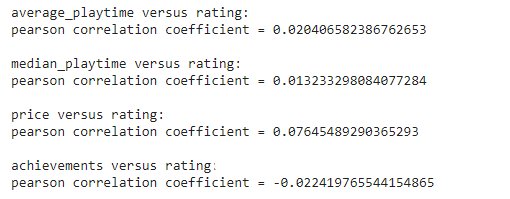 average_playtime versus rating:
pearson correlation coefficient = 0.020406582386762653
median_playtime versus rating:
pearson correlation coefficient = 0.013233298084077284
price versus rating:
pearson correlation coefficient = 0.07645489290365293
achievements versus rating:
pearson correlation coefficient = -0.022419765544154865